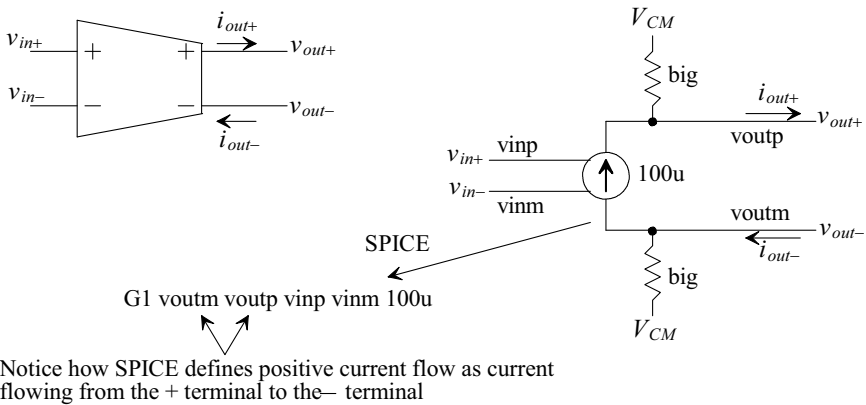 v_in+
v_in−
+
−
+
−
i_out+
i_out−
v_out+
v_out−
V_CM
big
i_out+
v_out+
voutp
v_in+
vinp
v_in−
vinm
100u
voutm
v_out−
i_out−
big
V_CM
SPICE
G1 voutm voutp vinp vinm 100u
Notice how SPICE defines positive current flow as current
flowing from the + terminal to the− terminal